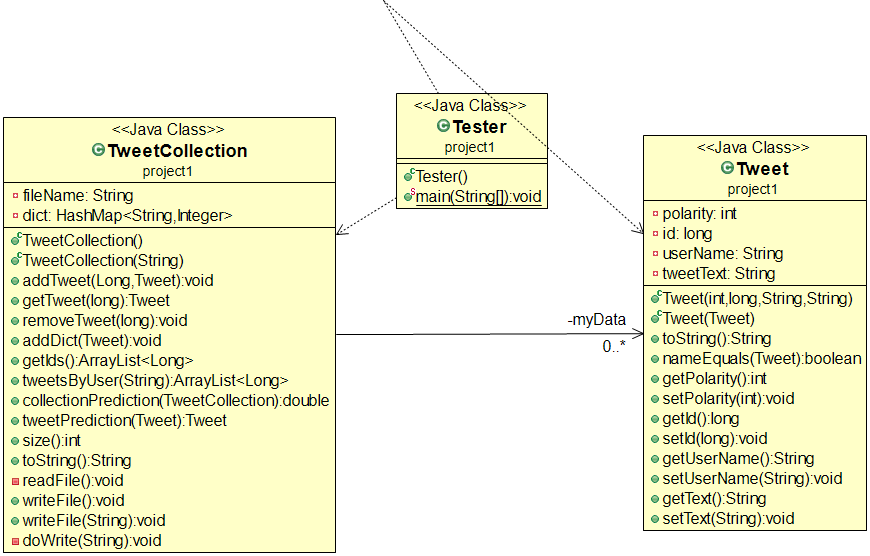 <<Java Class>>
TweetCollection
project1
fileName: String
dict: HashMap<String,Integer>
TweetCollection()
TweetCollection(String)
addTweet(Long,Tweet):void
getTweet(long):Tweet
removeTweet(long):void
addDict(Tweet):void
getIds():ArrayList<Long>
tweetsByUser(String):ArrayList<Long>
collectionPrediction(TweetCollection):double
tweetPrediction(Tweet):Tweet
size():int
toString():String
readFile():void
writeFile():void
writeFile(String):void
doWrite(String):void
<<Java Class>>
Tester
project1
Tester()
main(String[]):void
-myData
0..*
<<Java Class>>
Tweet
project1
polarity: int
id: long
userName: String
tweetText: String
Tweet(int,long,String,String)
Tweet(Tweet)
toString():String
nameEquals(Tweet):boolean
getPolarity():int
setPolarity(int):void
getId():long
setId(long):void
getUserName():String
setUserName(String):void
getText():String
setText(String):void